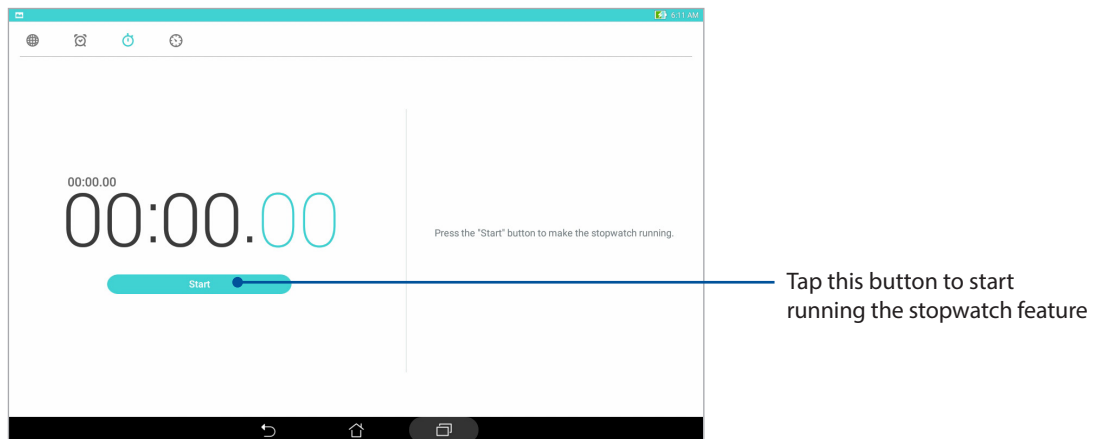 6:11 AM
00:00.00
00:00.00
Press the "Start" button to make the stopwatch running.
Start
Tap this button to start
running the stopwatch feature